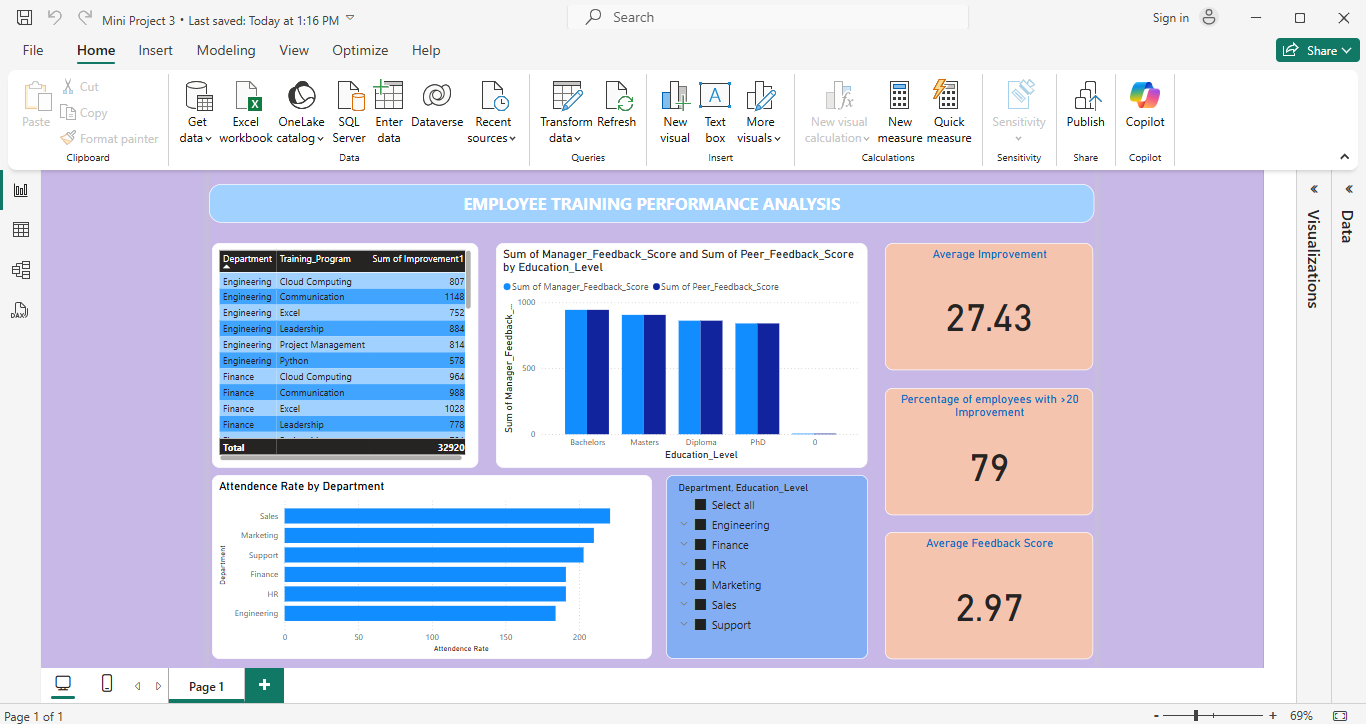 Mini Project 3 • Last saved: Today at 1:16 PM
Search
Sign in
File Home Insert Modeling View Optimize Help
Share
Paste
Cut
Copy
Format painter
Clipboard
Get data
Excel workbook
OneLake catalog
SQL Server
Enter data
Dataverse
Recent sources
Data
Transform data
Refresh
Queries
New visual
Text box
More visuals
Insert
New visual calculation
New measure
Quick measure
Calculations
Sensitivity
Sensitivity
Publish
Share
Copilot
Copilot
EMPLOYEE TRAINING PERFORMANCE ANALYSIS
Department Training_Program Sum of Improvement1
Engineering Cloud Computing 807
Engineering Communication 1148
Engineering Excel 752
Engineering Leadership 884
Engineering Project Management 814
Engineering Python 578
Finance Cloud Computing 964
Finance Communication 988
Finance Excel 1028
Finance Leadership 778
Total 32920
Sum of Manager_Feedback_Score and Sum of Peer_Feedback_Score
by Education_Level
Sum of Manager_Feedback_Score Sum of Peer_Feedback_Score
Sum of Manager_Feedback_...
1000
500
0
Bachelors Masters Diploma PhD 0
Education_Level
Average Improvement
27.43
Percentage of employees with >20
Improvement
79
Average Feedback Score
2.97
Attendence Rate by Department
Department
Sales
Marketing
Support
Finance
HR
Engineering
0 50 100 150 200
Attendence Rate
Department, Education_Level
Select all
Engineering
Finance
HR
Marketing
Sales
Support
Visualizations
Data
DAX
Page 1
Page 1 of 1
69%